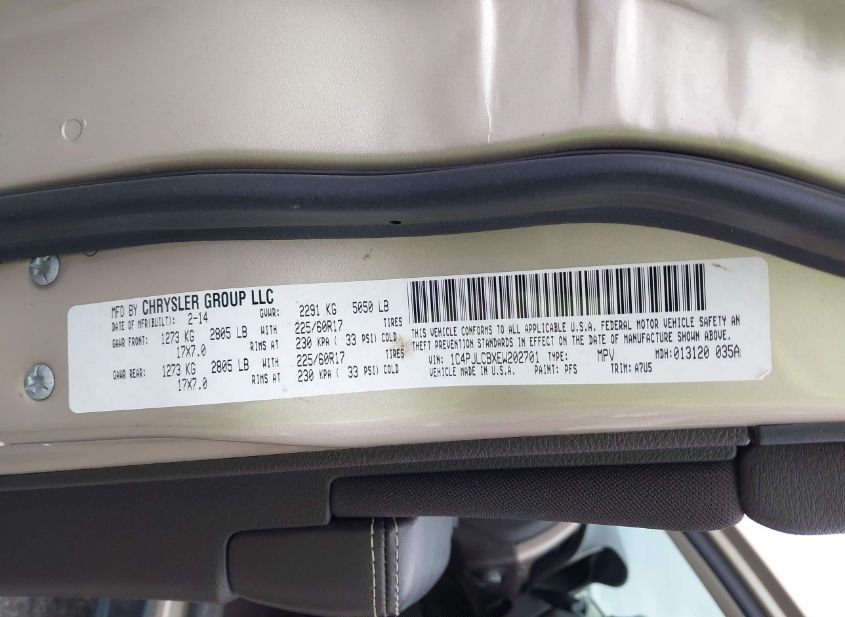 MFD BY CHRYSLER GROUP LLC
DATE OF MFR(BUILT): 2-14 GVWR: 2291 KG 5050 LB
GAWR FRONT: 1273 KG 2805 LB WITH 225/60R17 TIRES
17X7.0 RIMS AT 230 KPA ( 33 PSI) COLD
GAWR REAR: 1273 KG 2805 LB WITH 225/60R17 TIRES
17X7.0 RIMS AT 230 KPA ( 33 PSI) COLD
THIS VEHICLE CONFORMS TO ALL APPLICABLE U.S.A. FEDERAL MOTOR VEHICLE SAFETY AN
THEFT PREVENTION STANDARDS IN EFFECT ON THE DATE OF MANUFACTURE SHOWN ABOVE.
VIN: 1C4PJLCBXEW202701 TYPE: MPV MDH: 013120 035A
VEHICLE MADE IN U.S.A. PAINT: PFS TRIM: A7U5